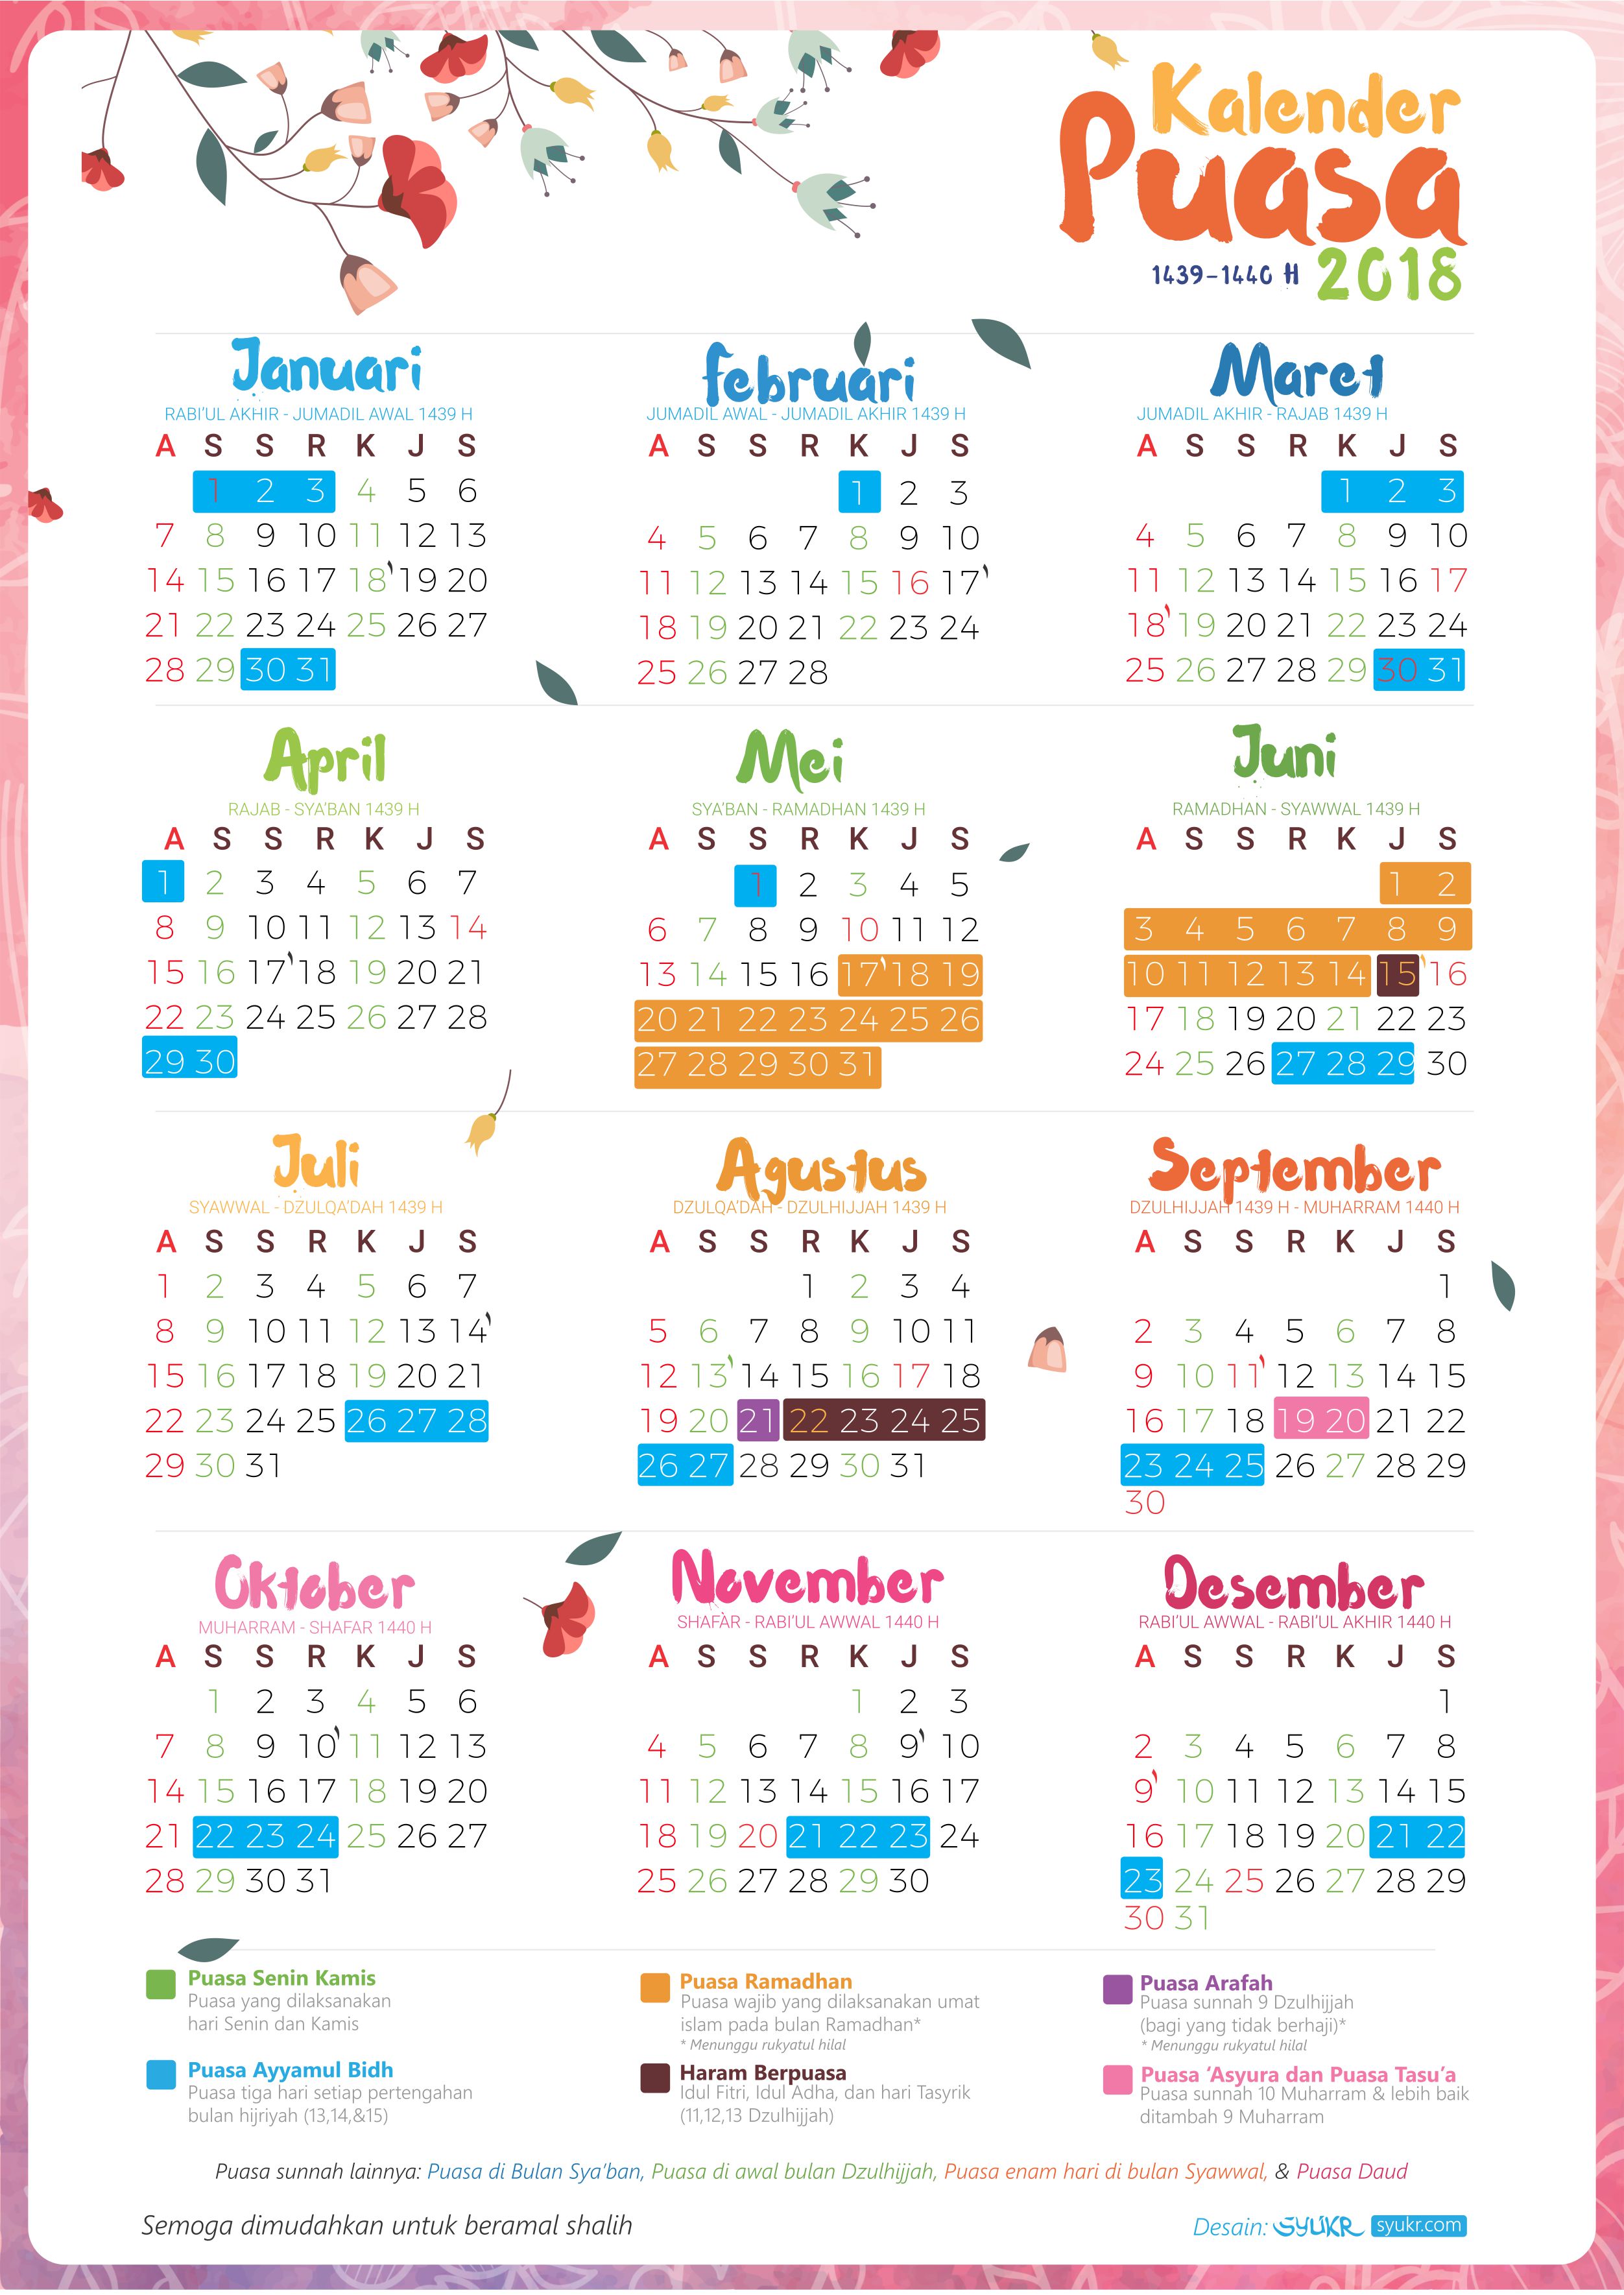 Kalender
Puasa
1439-1440 H 2018
Januari
RABI'UL AKHIR - JUMADIL AWAL 1439 H
A S S R K J S
1 2 3 4 5 6
7 8 9 10 11 12 13
14 15 16 17 18' 19 20
21 22 23 24 25 26 27
28 29 30 31
februari
JUMADIL AWAL - JUMADIL AKHIR 1439 H
A S S R K J S
1 2 3
4 5 6 7 8 9 10
11 12 13 14 15 16 17'
18 19 20 21 22 23 24
25 26 27 28
Maret
JUMADIL AKHIR - RAJAB 1439 H
A S S R K J S
1 2 3
4 5 6 7 8 9 10
11 12 13 14 15 16 17
18' 19 20 21 22 23 24
25 26 27 28 29 30 31
April
RAJAB - SYA'BAN 1439 H
A S S R K J S
1 2 3 4 5 6 7
8 9 10 11 12 13 14
15 16 17' 18 19 20 21
22 23 24 25 26 27 28
29 30
Mei
SYA'BAN - RAMADHAN 1439 H
A S S R K J S
1 2 3 4 5
6 7 8 9 10 11 12
13 14 15 16 17' 18 19
20 21 22 23 24 25 26
27 28 29 30 31
Juni
RAMADHAN - SYAWWAL 1439 H
A S S R K J S
1 2
3 4 5 6 7 8 9
10 11 12 13 14 15' 16
17 18 19 20 21 22 23
24 25 26 27 28 29 30
Juli
SYAWWAL - DZULQA'DAH 1439 H
A S S R K J S
1 2 3 4 5 6 7
8 9 10 11 12 13 14'
15 16 17 18 19 20 21
22 23 24 25 26 27 28
29 30 31
Agustus
DZULQA'DAH - DZULHIJJAH 1439 H
A S S R K J S
1 2 3 4
5 6 7 8 9 10 11
12 13' 14 15 16 17 18
19 20 21 22 23 24 25
26 27 28 29 30 31
September
DZULHIJJAH 1439 H - MUHARRAM 1440 H
A S S R K J S
1
2 3 4 5 6 7 8
9 10 11' 12 13 14 15
16 17 18 19 20 21 22
23 24 25 26 27 28 29
30
Oktober
MUHARRAM - SHAFAR 1440 H
A S S R K J S
1 2 3 4 5 6
7 8 9 10' 11 12 13
14 15 16 17 18 19 20
21 22 23 24 25 26 27
28 29 30 31
November
SHAFAR - RABI'UL AWWAL 1440 H
A S S R K J S
1 2 3
4 5 6 7 8 9' 10
11 12 13 14 15 16 17
18 19 20 21 22 23 24
25 26 27 28 29 30
Desember
RABI'UL AWWAL - RABI'UL AKHIR 1440 H
A S S R K J S
1
2 3 4 5 6 7 8
9' 10 11 12 13 14 15
16 17 18 19 20 21 22
23 24 25 26 27 28 29
30 31
Puasa Senin Kamis
Puasa yang dilaksanakan
hari Senin dan Kamis
Puasa Ayyamul Bidh
Puasa tiga hari setiap pertengahan
bulan hijriyah (13,14,&15)
Puasa Ramadhan
Puasa wajib yang dilaksanakan umat
islam pada bulan Ramadhan*
* Menunggu rukyatul hilal
Haram Berpuasa
Idul Fitri, Idul Adha, dan hari Tasyrik
(11,12,13 Dzulhijjah)
Puasa Arafah
Puasa sunnah 9 Dzulhijjah
(bagi yang tidak berhaji)*
* Menunggu rukyatul hilal
Puasa 'Asyura dan Puasa Tasu'a
Puasa sunnah 10 Muharram & lebih baik
ditambah 9 Muharram
Puasa sunnah lainnya: Puasa di Bulan Sya'ban, Puasa di awal bulan Dzulhijjah, Puasa enam hari di bulan Syawwal, & Puasa Daud
Semoga dimudahkan untuk beramal shalih
Desain: SYUKR syukr.com